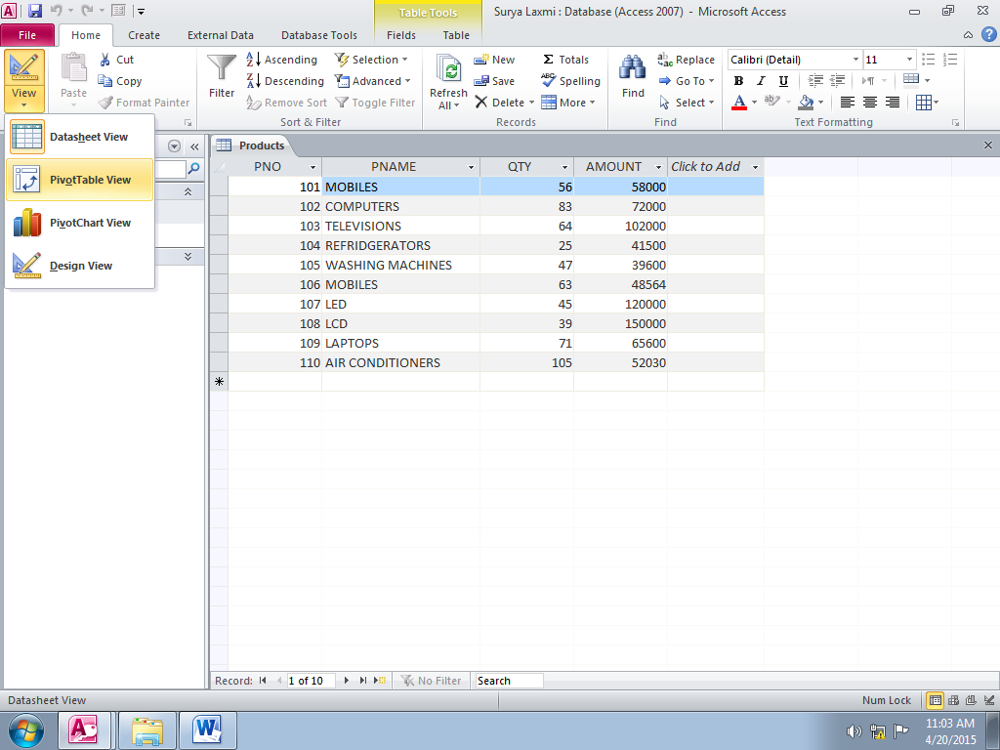 Table Tools
Surya Laxmi : Database (Access 2007) - Microsoft Access
File Home Create External Data Database Tools Fields Table
View
Paste
Cut
Copy
Format Painter
Filter
Ascending
Descending
Remove Sort
Selection
Advanced
Toggle Filter
Sort & Filter
Refresh
All
New
Save
Delete
Totals
Spelling
More
Records
Find
Replace
Go To
Select
Find
Calibri (Detail) 11
B I U
Text Formatting
Datasheet View
PivotTable View
PivotChart View
Design View
Products
PNO PNAME QTY AMOUNT Click to Add
101 MOBILES 56 58000
102 COMPUTERS 83 72000
103 TELEVISIONS 64 102000
104 REFRIDGERATORS 25 41500
105 WASHING MACHINES 47 39600
106 MOBILES 63 48564
107 LED 45 120000
108 LCD 39 150000
109 LAPTOPS 71 65600
110 AIR CONDITIONERS 105 52030
Record: 1 of 10 No Filter Search
Datasheet View Num Lock
11:03 AM
4/20/2015